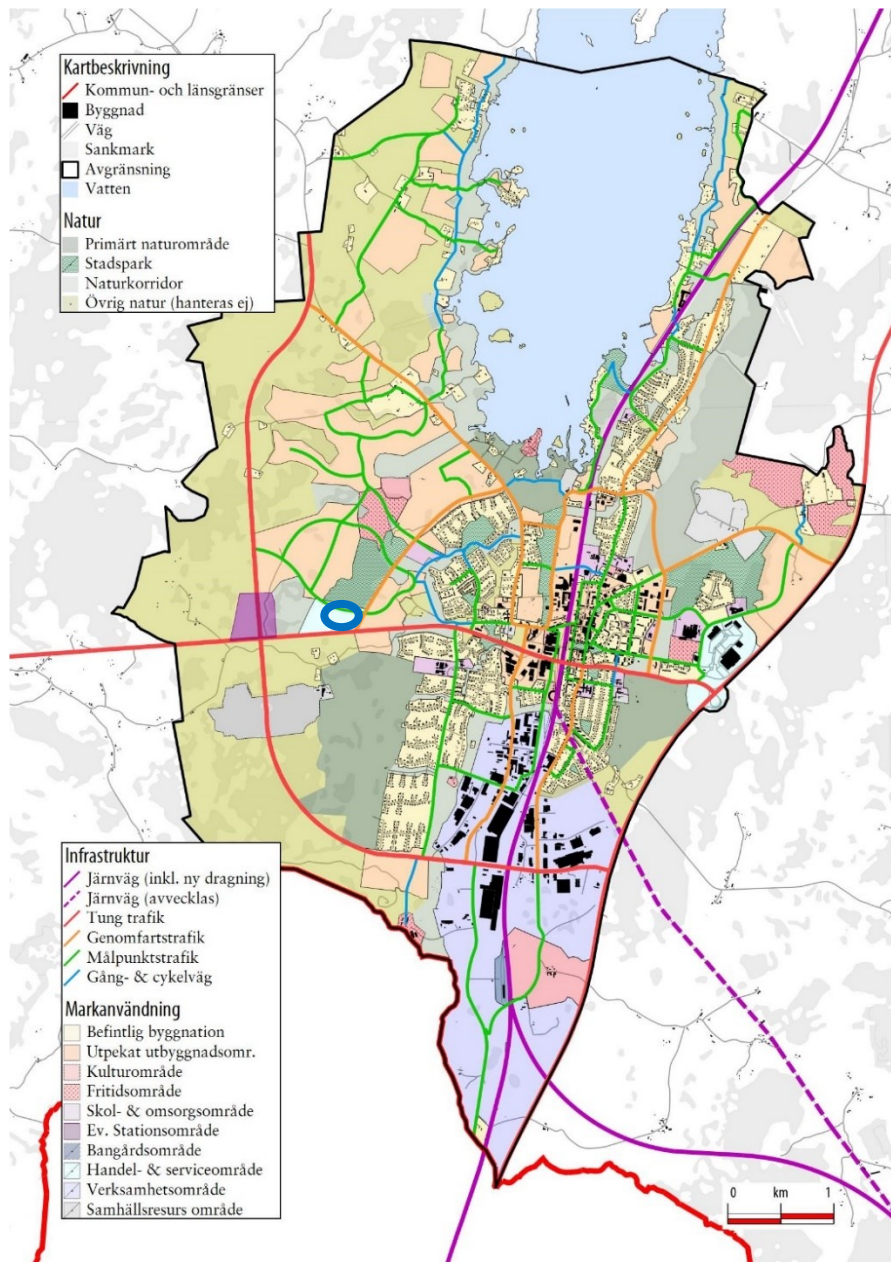 Kartbeskrivning
Kommun- och länsgränser
Byggnad
Väg
Sankmark
Avgränsning
Vatten
Natur
Primärt naturområde
Stadspark
Naturkorridor
Övrig natur (hanteras ej)
Infrastruktur
Järnväg (inkl. ny dragning)
Järnväg (avvecklas)
Tung trafik
Genomfartstrafik
Målpunktstrafik
Gång- & cykelväg
Markanvändning
Befintlig byggnation
Utpekat utbyggnadsomr.
Kulturområde
Fritidsområde
Skol- & omsorgsområde
Ev. Stationsområde
Bangårdsområde
Handel- & serviceområde
Verksamhetsområde
Samhällsresurs område
0 km 1